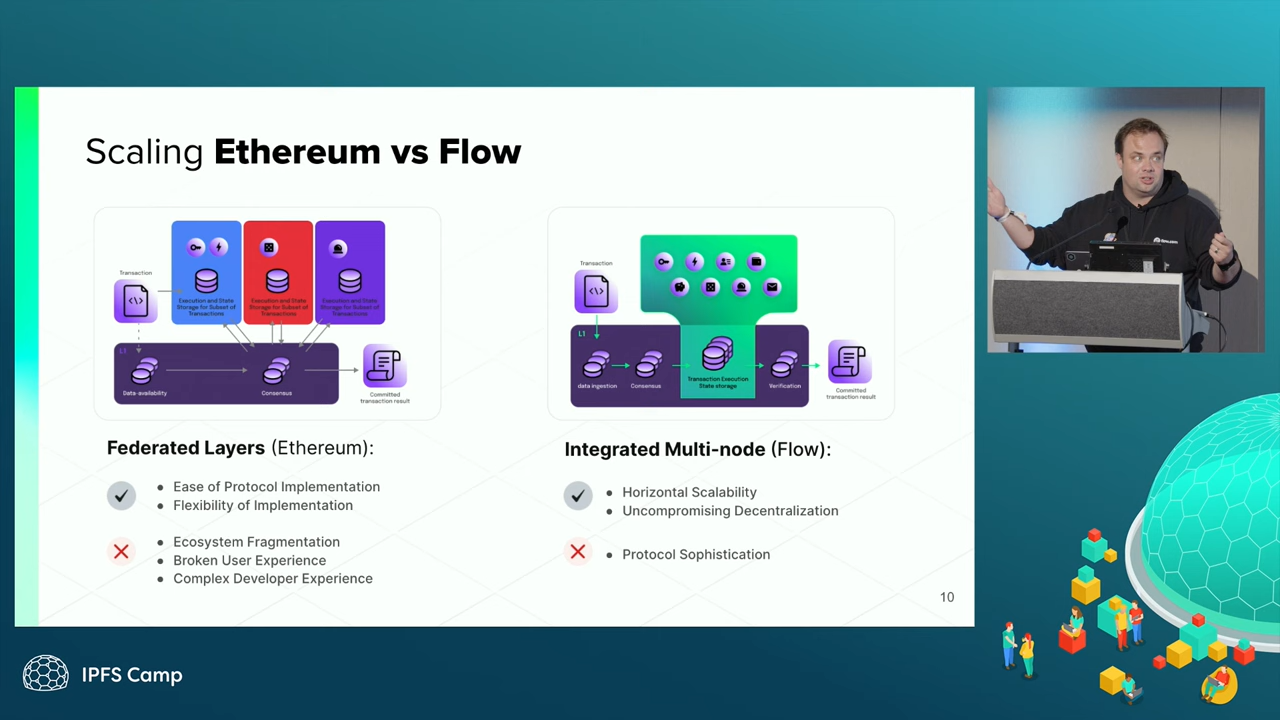 Scaling Ethereum vs Flow
Transaction
Execution and State
Storage for Subset of
Transactions
Execution and State
Storage for Subset of
Transactions
Execution and State
Storage for Subset of
Transactions
L1
Data-availability
Consensus
Committed
transaction result
Transaction
L1
data ingestion
Consensus
Transaction Execution
State storage
Verification
Committed
transaction result
Federated Layers (Ethereum):
• Ease of Protocol Implementation
• Flexibility of Implementation
• Ecosystem Fragmentation
• Broken User Experience
• Complex Developer Experience
Integrated Multi-node (Flow):
• Horizontal Scalability
• Uncompromising Decentralization
• Protocol Sophistication
10
IPFS Camp